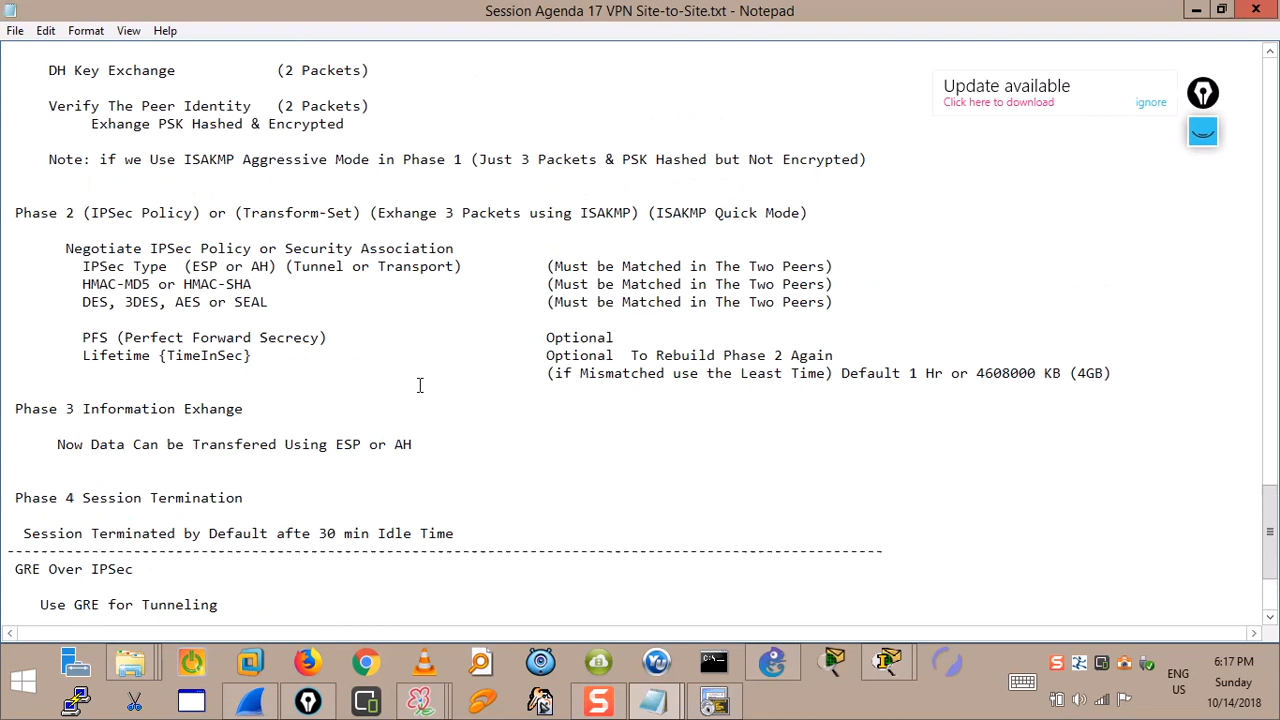 Session Agenda 17 VPN Site-to-Site.txt - Notepad
File Edit Format View Help
DH Key Exchange (2 Packets)
Update available
Click here to download ignore
Verify The Peer Identity (2 Packets)
Exhange PSK Hashed & Encrypted
Note: if we Use ISAKMP Aggressive Mode in Phase 1 (Just 3 Packets & PSK Hashed but Not Encrypted)
Phase 2 (IPSec Policy) or (Transform-Set) (Exhange 3 Packets using ISAKMP) (ISAKMP Quick Mode)
Negotiate IPSec Policy or Security Association
IPSec Type (ESP or AH) (Tunnel or Transport) (Must be Matched in The Two Peers)
HMAC-MD5 or HMAC-SHA (Must be Matched in The Two Peers)
DES, 3DES, AES or SEAL (Must be Matched in The Two Peers)
PFS (Perfect Forward Secrecy) Optional
Lifetime {TimeInSec} Optional To Rebuild Phase 2 Again
(if Mismatched use the Least Time) Default 1 Hr or 4608000 KB (4GB)
Phase 3 Information Exhange
Now Data Can be Transfered Using ESP or AH
Phase 4 Session Termination
Session Terminated by Default afte 30 min Idle Time
--------------------------------------------------------------------------------------------------------
GRE Over IPSec
Use GRE for Tunneling
ENG
US
6:17 PM
Sunday
10/14/2018